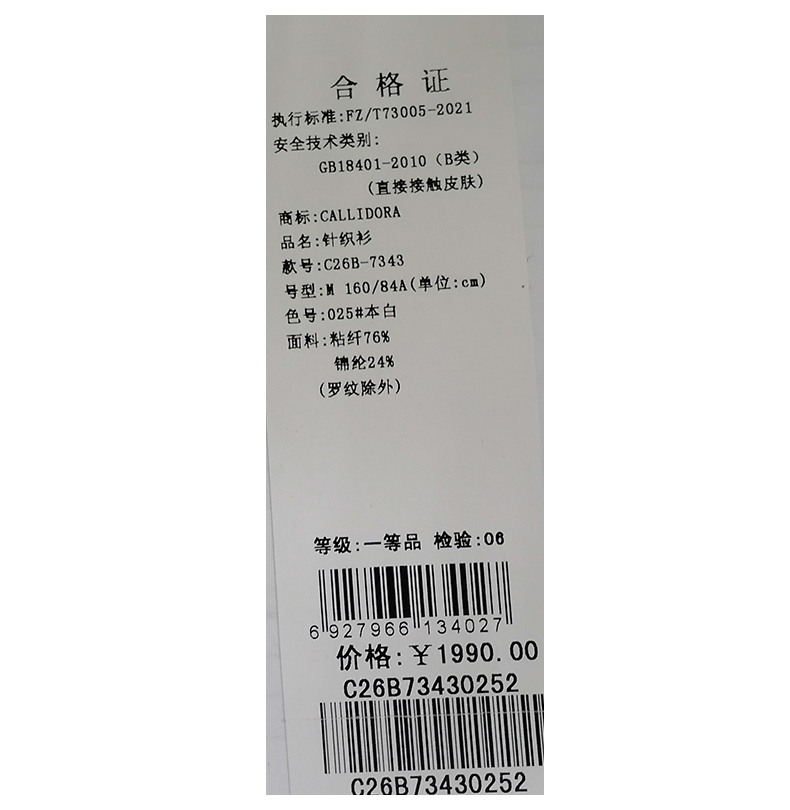 合格证
执行标准:FZ/T73005-2021
安全技术类别:
GB18401-2010（B类）
(直接接触皮肤)
商标:CALLIDORA
品名:针织衫
款号:C26B-7343
号型:M 160/84A(单位:cm)
色号:025#本白
面料:粘纤76%
锦纶24%
(罗纹除外)
等级:一等品 检验:06
6 927966 134027
价格:¥1990.00
C26B73430252
C26B73430252